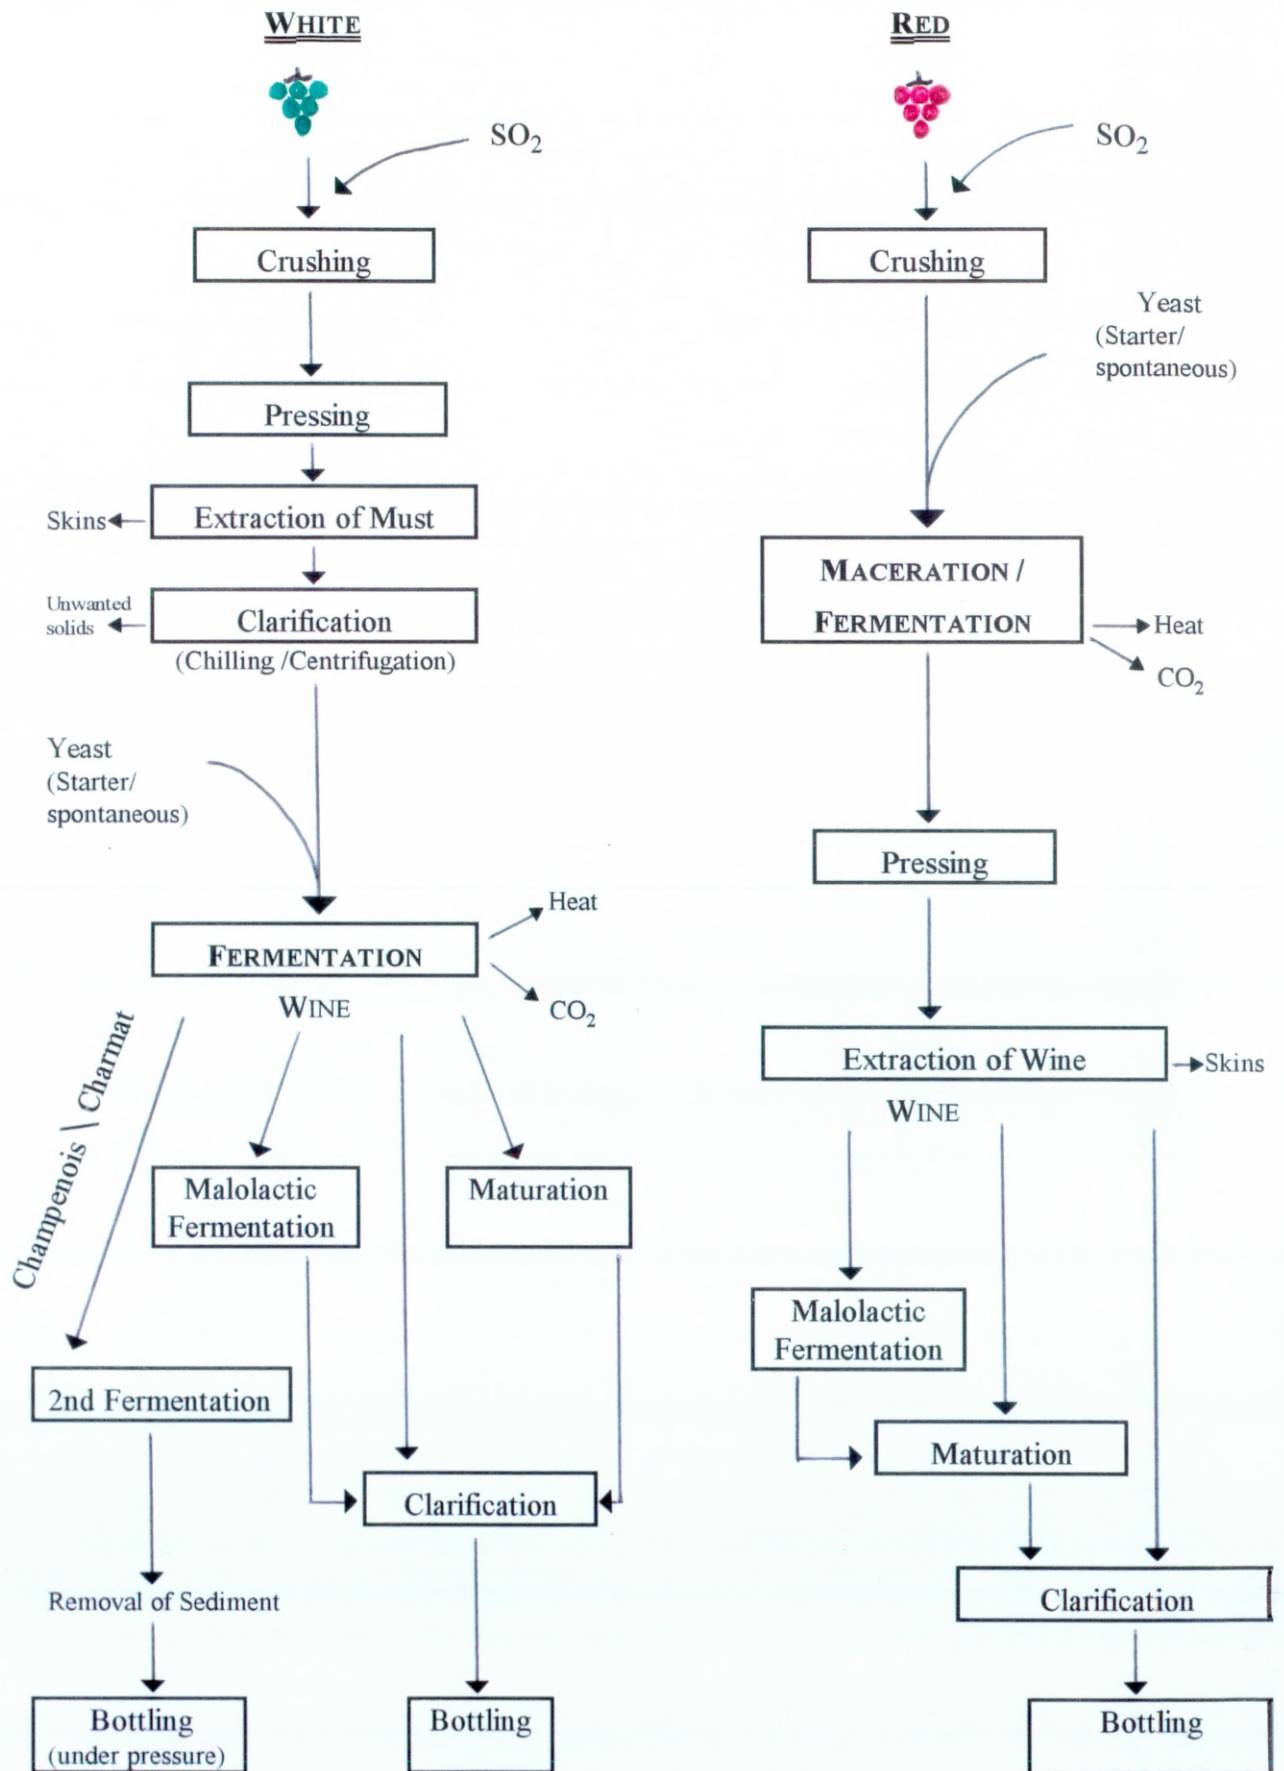 WHITE
SO2
Crushing
Pressing
Skins
Extraction of Must
Unwanted
solids
Clarification
(Chilling /Centrifugation)
Yeast
(Starter/
spontaneous)
FERMENTATION
Heat
CO2
WINE
Champenois \ Charmat
Malolactic
Fermentation
Maturation
2nd Fermentation
Clarification
Removal of Sediment
Bottling
(under pressure)
Bottling
RED
SO2
Crushing
Yeast
(Starter/
spontaneous)
MACERATION /
FERMENTATION
Heat
CO2
Pressing
Extraction of Wine
Skins
WINE
Malolactic
Fermentation
Maturation
Clarification
Bottling